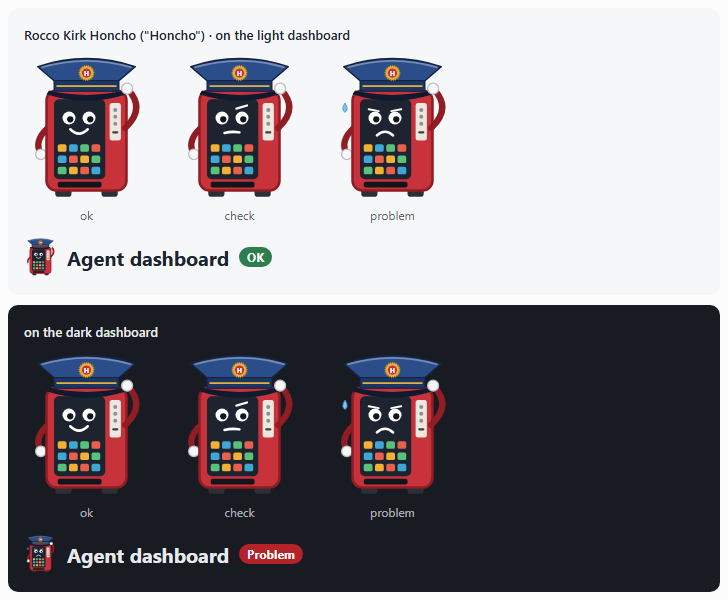 Rocco Kirk Honcho ("Honcho") · on the light dashboard
H H H
ok check problem
Agent dashboard OK
on the dark dashboard
H H H
ok check problem
Agent dashboard Problem